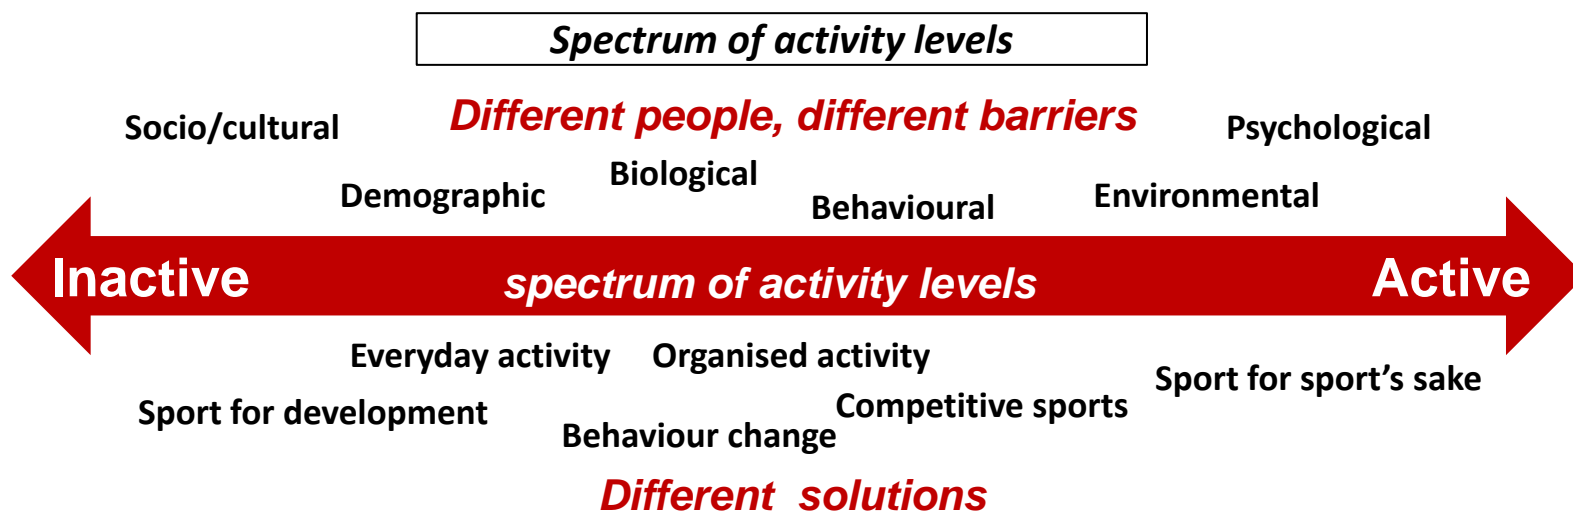 Spectrum of activity levels
Different people, different barriers
Socio/cultural
Psychological
Biological
Demographic
Behavioural
Environmental
Inactive
spectrum of activity levels
Active
Everyday activity
Organised activity
Sport for sport’s sake
Sport for development
Competitive sports
Behaviour change
Different solutions